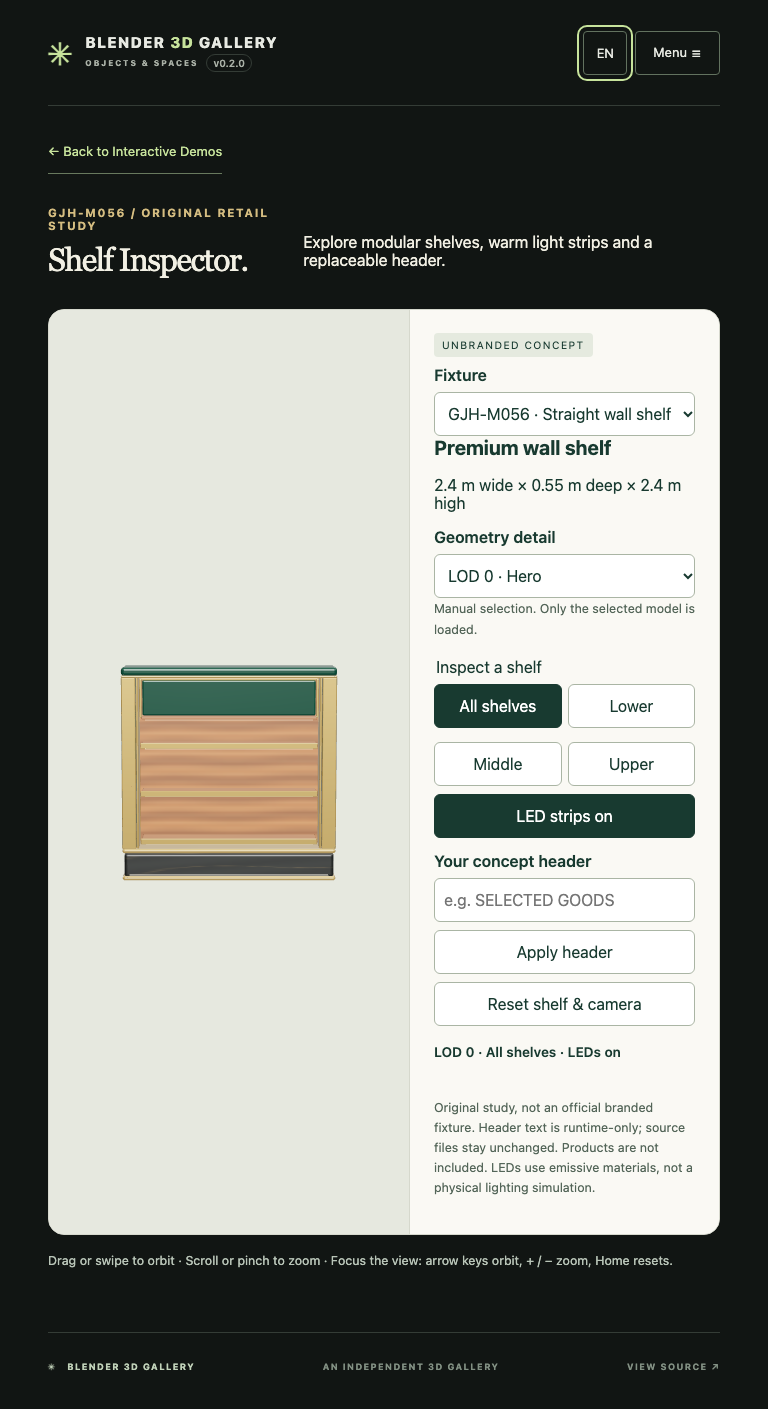 BLENDER 3D GALLERY
OBJECTS & SPACES v0.2.0
EN
Menu ≡
← Back to Interactive Demos
GJH-M056 / ORIGINAL RETAIL
STUDY
Shelf Inspector.
Explore modular shelves, warm light strips and a
replaceable header.
UNBRANDED CONCEPT
Fixture
GJH-M056 · Straight wall shelf
Premium wall shelf
2.4 m wide × 0.55 m deep × 2.4 m
high
Geometry detail
LOD 0 · Hero
Manual selection. Only the selected model is
loaded.
Inspect a shelf
All shelves
Lower
Middle
Upper
LED strips on
Your concept header
e.g. SELECTED GOODS
Apply header
Reset shelf & camera
LOD 0 · All shelves · LEDs on
Original study, not an official branded
fixture. Header text is runtime-only; source
files stay unchanged. Products are not
included. LEDs use emissive materials, not a
physical lighting simulation.
Drag or swipe to orbit · Scroll or pinch to zoom · Focus the view: arrow keys orbit, + / − zoom, Home resets.
BLENDER 3D GALLERY
AN INDEPENDENT 3D GALLERY
VIEW SOURCE ↗